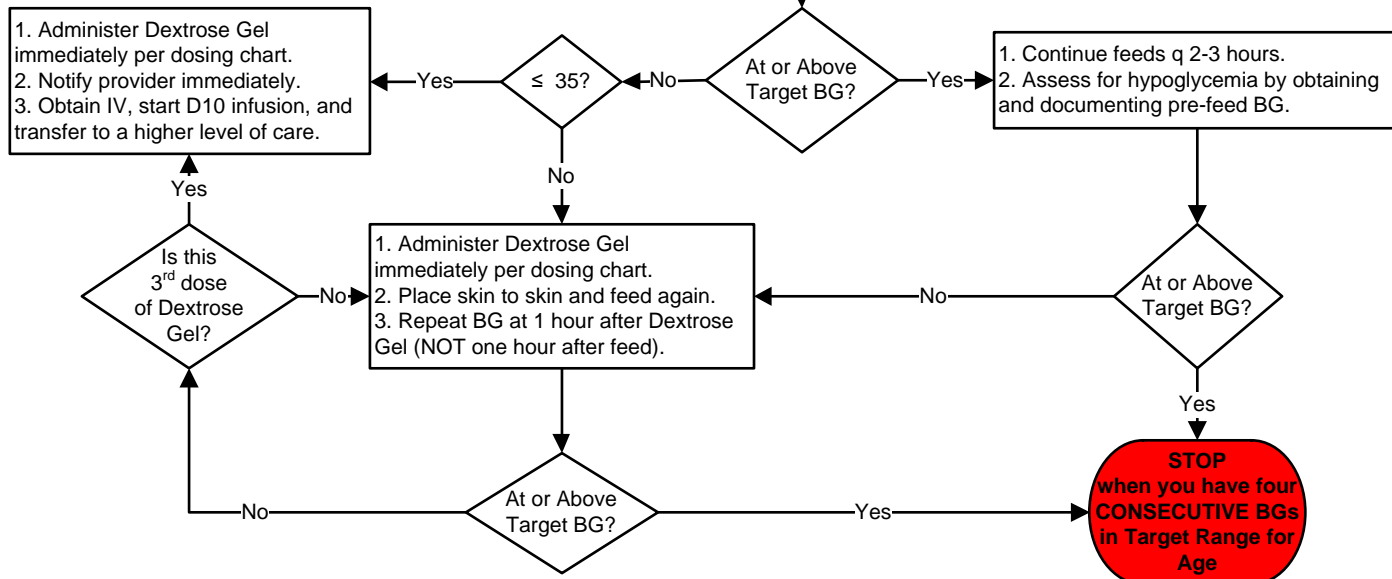 1. Administer Dextrose Gel
immediately per dosing chart.
2. Notify provider immediately.
3. Obtain IV, start D10 infusion, and
transfer to a higher level of care.
Yes
≤ 35?
No
At or Above
Target BG?
Yes
1. Continue feeds q 2-3 hours.
2. Assess for hypoglycemia by obtaining
and documenting pre-feed BG.
Yes
No
Is this
3rd dose
of Dextrose
Gel?
No
1. Administer Dextrose Gel
immediately per dosing chart.
2. Place skin to skin and feed again.
3. Repeat BG at 1 hour after Dextrose
Gel (NOT one hour after feed).
No
At or Above
Target BG?
Yes
No
At or Above
Target BG?
Yes
STOP
when you have four
CONSECUTIVE BGs
in Target Range for
Age